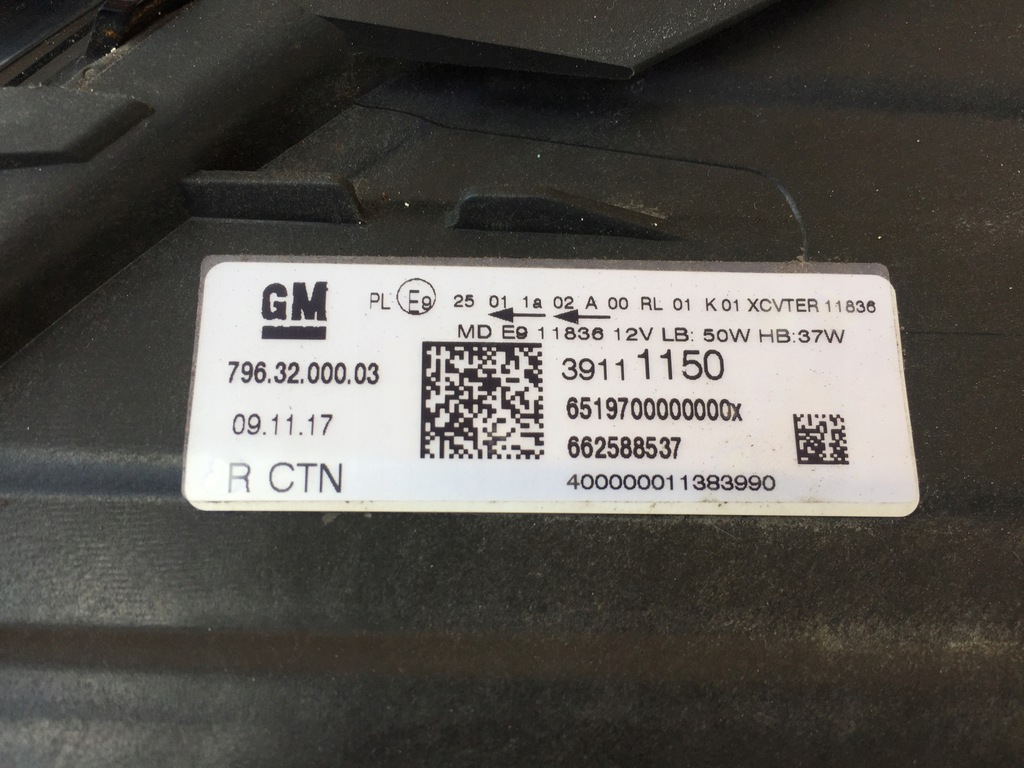 GM
PL E9 25 01 1a 02 A 00 RL 01 K 01 XCVTER 11836
MD E9 11836 12V LB: 50W HB:37W
796.32.000.03
39111150
09.11.17
6519700000000x
662588537
R CTN
400000011383990